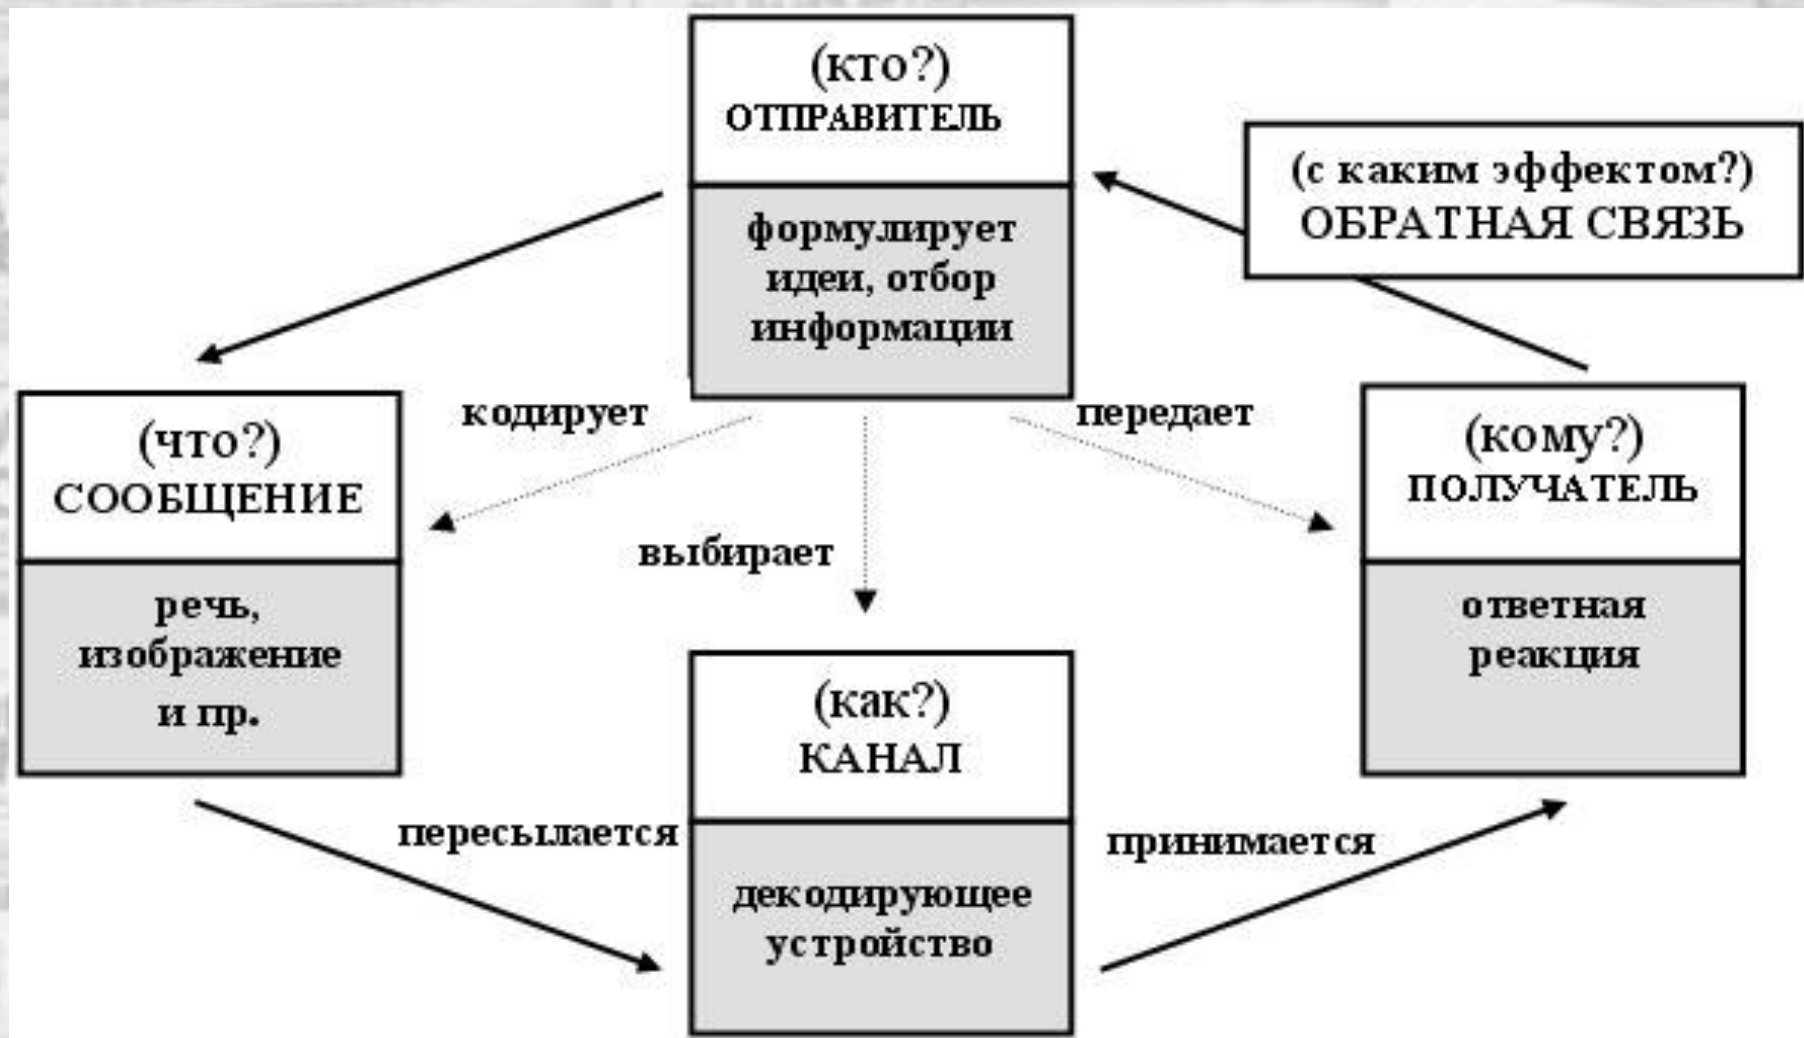 (кто?)
ОТПРАВИТЕЛЬ
формулирует
идеи, отбор
информации
(с каким эффектом?)
ОБРАТНАЯ СВЯЗЬ
кодирует
передает
выбирает
(что?)
СООБЩЕНИЕ
речь,
изображение
и пр.
(кому?)
ПОЛУЧАТЕЛЬ
ответная
реакция
(как?)
КАНАЛ
декодирующее
устройство
пересылается
принимается